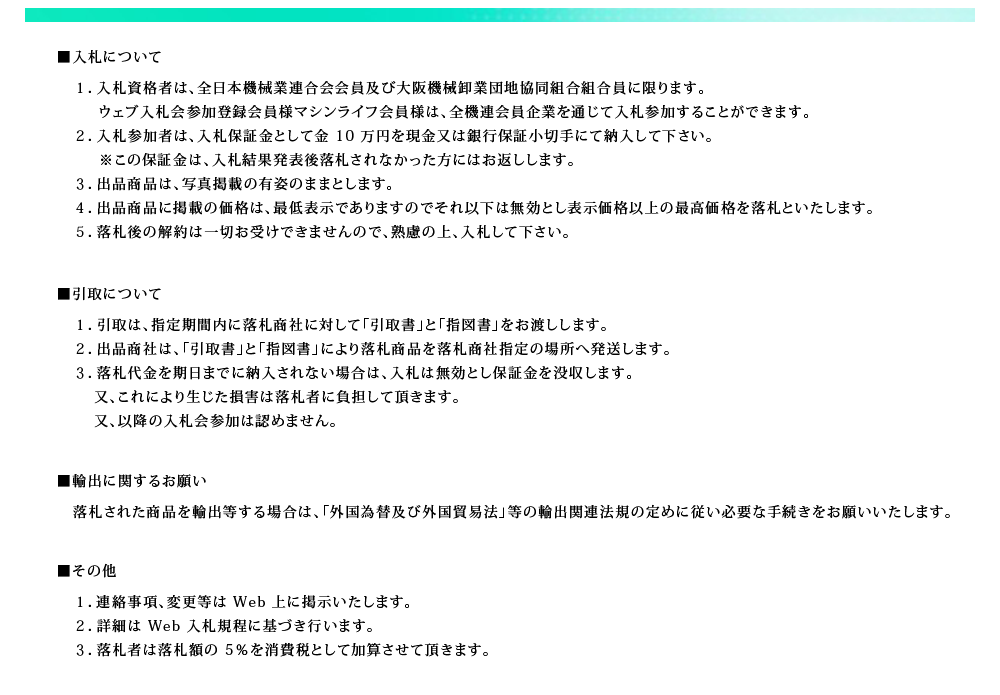 ■入札について
1. 入札資格者は、全日本機械業連合会会員及び大阪機械卸業団地協同組合組合員に限ります。
ウェブ入札会参加登録会員様マシンライフ会員様は、全機連会員企業を通じて入札参加することができます。
2. 入札参加者は、入札保証金として金 10 万円を現金又は銀行保証小切手にて納入して下さい。
※この保証金は、入札結果発表後落札されなかった方にはお返しします。
3. 出品商品は、写真掲載の有姿のままとします。
4. 出品商品に掲載の価格は、最低表示でありますのでそれ以下は無効とし表示価格以上の最高価格を落札といたします。
5. 落札後の解約は一切お受けできませんので、熟慮の上、入札して下さい。
■引取について
1. 引取は、指定期間内に落札商社に対して「引取書」と「指図書」をお渡しします。
2. 出品商社は、「引取書」と「指図書」により落札商品を落札商社指定の場所へ発送します。
3. 落札代金を期日までに納入されない場合は、入札は無効とし保証金を没収します。
又、これにより生じた損害は落札者に負担して頂きます。
又、以降の入札会参加は認めません。
■輸出に関するお願い
落札された商品を輸出等する場合は、「外国為替及び外国貿易法」等の輸出関連法規の定めに従い必要な手続きをお願いいたします。
■その他
1. 連絡事項、変更等は Web 上に掲示いたします。
2. 詳細は Web 入札規程に基づき行います。
3. 落札者は落札額の 5%を消費税として加算させて頂きます。